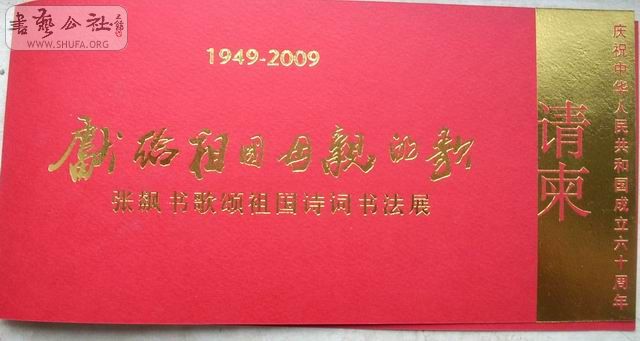 書藝公社
WWW.SHUFA.ORG
1949-2009
獻给祖国母親的歌
张飙书歌颂祖国诗词书法展
请柬
庆祝中华人民共和国成立六十周年